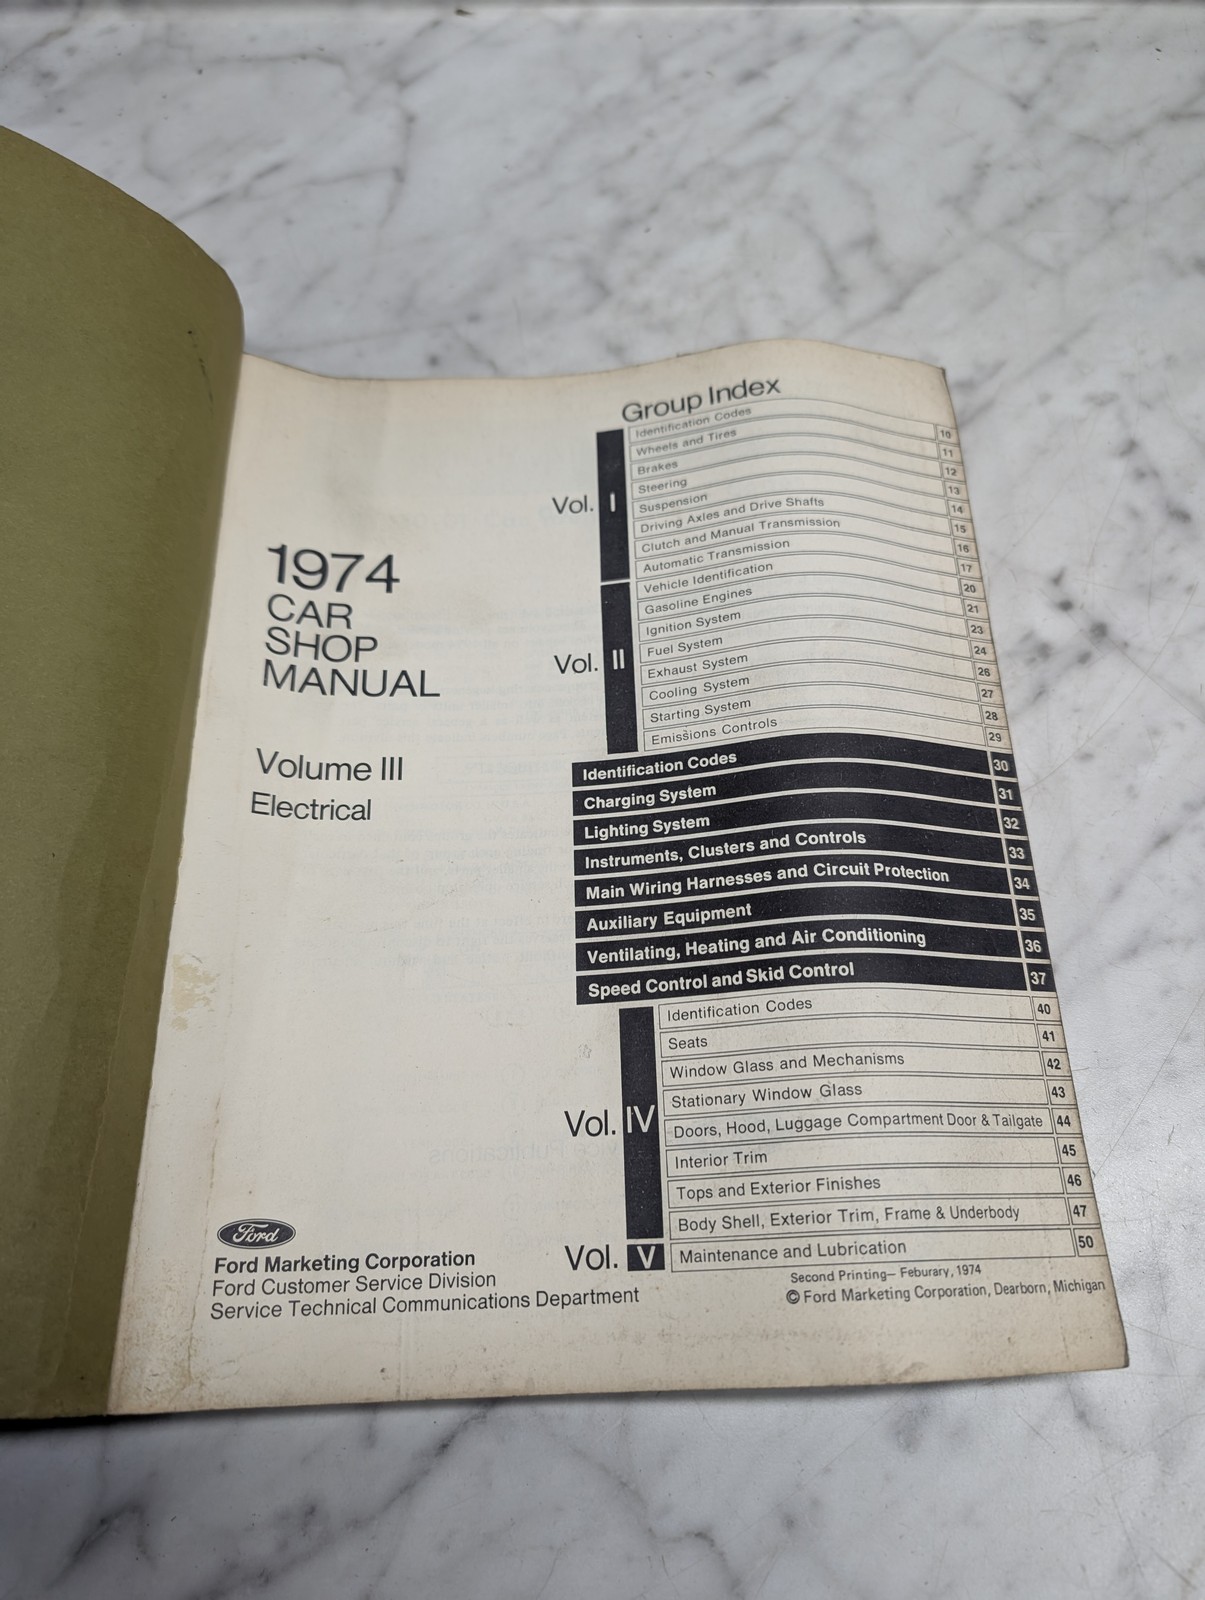 1974
CAR
SHOP
MANUAL
Volume III
Electrical
Group Index
Vol. I
Identification Codes 10
Wheels and Tires 11
Brakes 12
Steering 13
Suspension 14
Driving Axles and Drive Shafts 15
Clutch and Manual Transmission 16
Automatic Transmission 17
Vol. II
Vehicle Identification 20
Gasoline Engines 21
Ignition System 23
Fuel System 24
Exhaust System 26
Cooling System 27
Starting System 28
Emissions Controls 29
Identification Codes 30
Charging System 31
Lighting System 32
Instruments, Clusters and Controls 33
Main Wiring Harnesses and Circuit Protection 34
Auxiliary Equipment 35
Ventilating, Heating and Air Conditioning 36
Speed Control and Skid Control 37
Vol. IV
Identification Codes 40
Seats 41
Window Glass and Mechanisms 42
Stationary Window Glass 43
Doors, Hood, Luggage Compartment Door & Tailgate 44
Interior Trim 45
Tops and Exterior Finishes 46
Body Shell, Exterior Trim, Frame & Underbody 47
Vol. V
Maintenance and Lubrication 50
Second Printing— Feburary, 1974
© Ford Marketing Corporation, Dearborn, Michigan
Ford
Ford Marketing Corporation
Ford Customer Service Division
Service Technical Communications Department